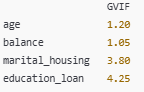 GVIF
age 1.20
balance 1.05
marital_housing 3.80
education_loan 4.25